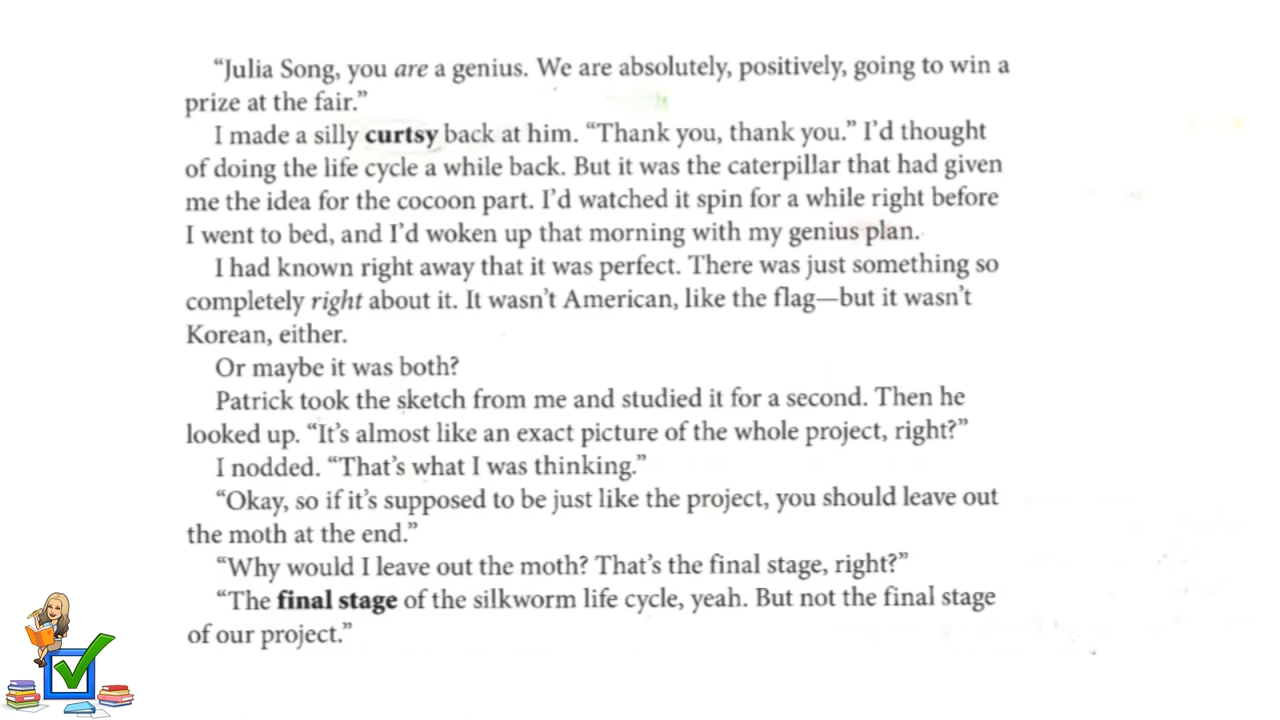 “Julia Song, you are a genius. We are absolutely, positively, going to win a
prize at the fair.”
I made a silly curtsy back at him. “Thank you, thank you.” I’d thought
of doing the life cycle a while back. But it was the caterpillar that had given
me the idea for the cocoon part. I’d watched it spin for a while right before
I went to bed, and I’d woken up that morning with my genius plan.
I had known right away that it was perfect. There was just something so
completely right about it. It wasn’t American, like the flag—but it wasn’t
Korean, either.
Or maybe it was both?
Patrick took the sketch from me and studied it for a second. Then he
looked up. “It’s almost like an exact picture of the whole project, right?”
I nodded. “That’s what I was thinking.”
“Okay, so if it’s supposed to be just like the project, you should leave out
the moth at the end.”
“Why would I leave out the moth? That’s the final stage, right?”
“The final stage of the silkworm life cycle, yeah. But not the final stage
of our project.”